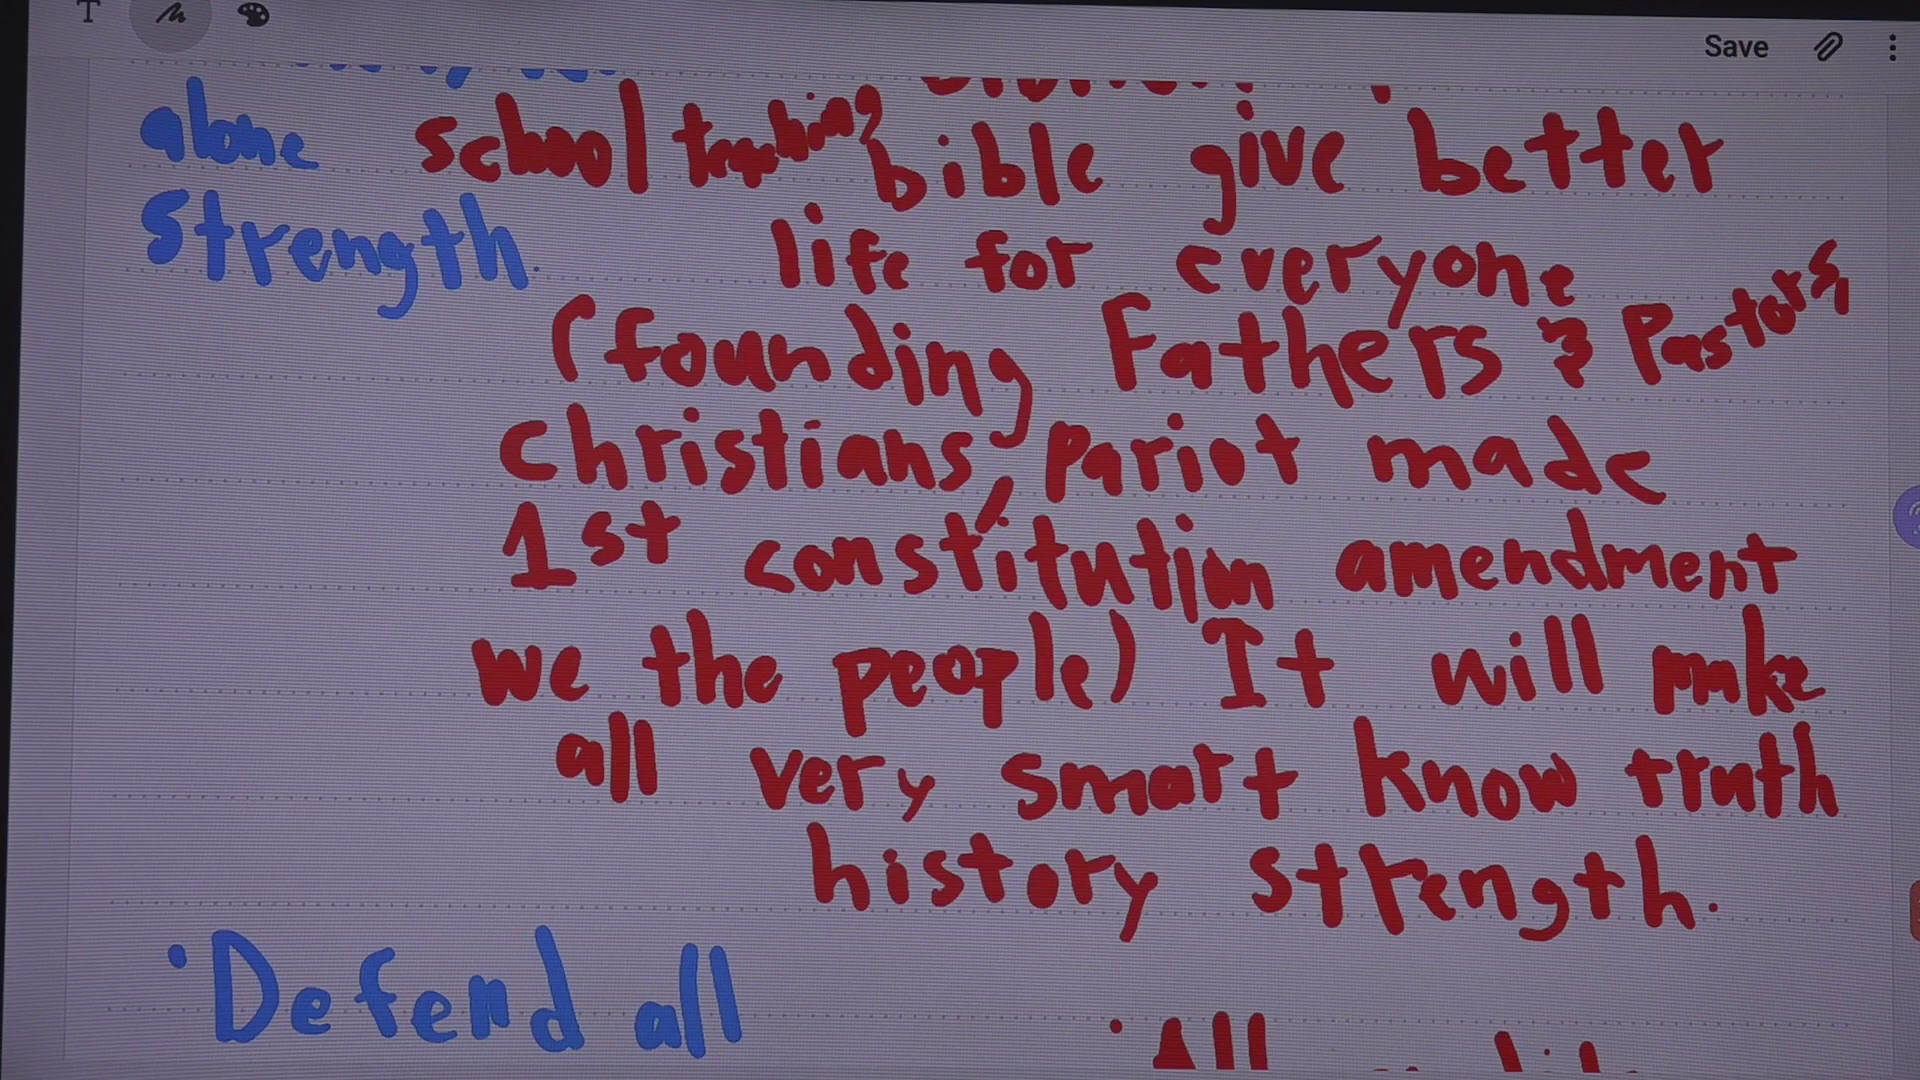 T
Save
alone school teaching bible give better
strength. life for everyone
(founding Fathers & Pastors,
christians, pariot made
1st constitution amendment
we the people) It will make
all very smart know truth
history strength.
•Defend all
•All